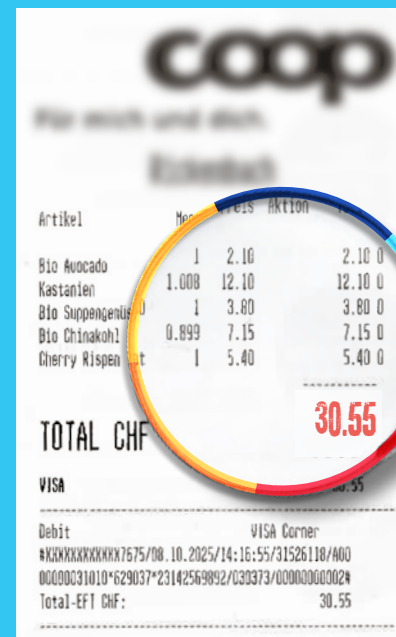 coop
Für mich und dich.
Rickenbach
Artikel Preis Aktion
Bio Avocado 1 2.10 2.10 0
Kastanien 1.008 12.10 12.10 0
Bio Suppengemüs 1 3.80 3.80 0
Bio Chinakohl 0.899 7.15 7.15 0
Cherry Rispen 1 5.40 5.40 0
30.55
TOTAL CHF
VISA
Debit VISA Corner
#XXXXXXXXXXXX7675/08.10.2025/14:16:55/31526118/A00
00000031010*629037*23142569892/030373/00000000002#
Total-EFT CHF: 30.55